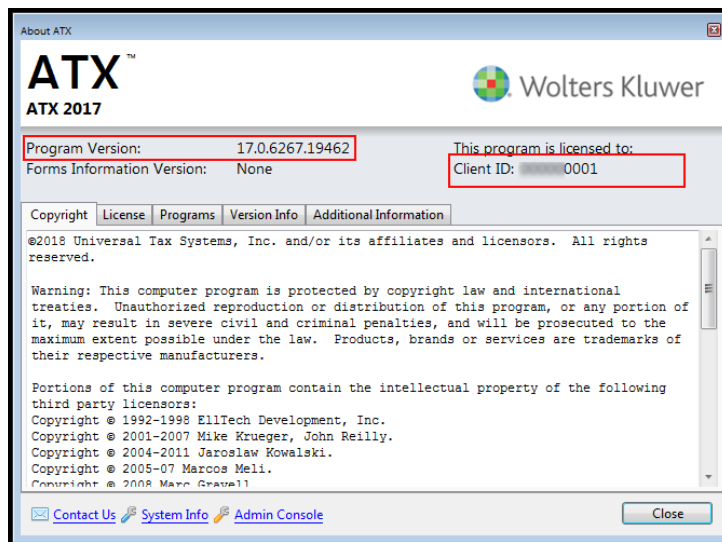 About ATX
ATX™
ATX 2017
Wolters Kluwer
Program Version: 17.0.6267.19462
This program is licensed to:
Forms Information Version: None
Client ID: 0001
Copyright License Programs Version Info Additional Information
©2018 Universal Tax Systems, Inc. and/or its affiliates and licensors. All rights
reserved.
Warning: This computer program is protected by copyright law and international
treaties. Unauthorized reproduction or distribution of this program, or any portion of
it, may result in severe civil and criminal penalties, and will be prosecuted to the
maximum extent possible under the law. Products, brands or services are trademarks of
their respective manufacturers.
Portions of this computer program contain the intellectual property of the following
third party licensors:
Copyright © 1992-1998 EllTech Development, Inc.
Copyright © 2001-2007 Mike Krueger, John Reilly.
Copyright © 2004-2011 Jaroslaw Kowalski.
Copyright © 2005-07 Marcos Meli.
Copyright © 2008 Marc Gravell
Contact Us System Info Admin Console
Close